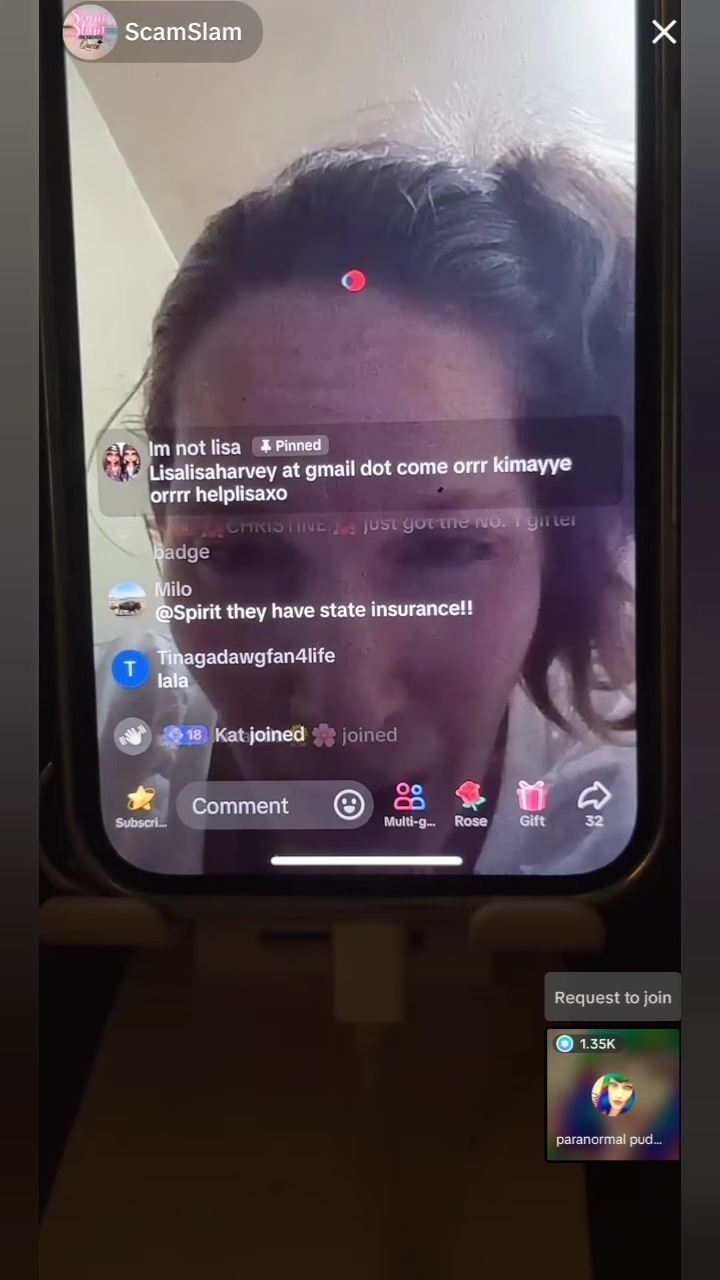 ScamSlam
Im not lisa Pinned
Lisalisaharvey at gmail dot come orrr kimayye
orrrr helplisaxo
CHRISTINE just got the No. 1 gifter
badge
Milo
@Spirit they have state insurance!!
Tinagadawgfan4life
T
lala
18 Kat joined joined
Comment
Subscri...
Multi-g...
Rose
Gift
32
Request to join
1.35K
paranormal pud...